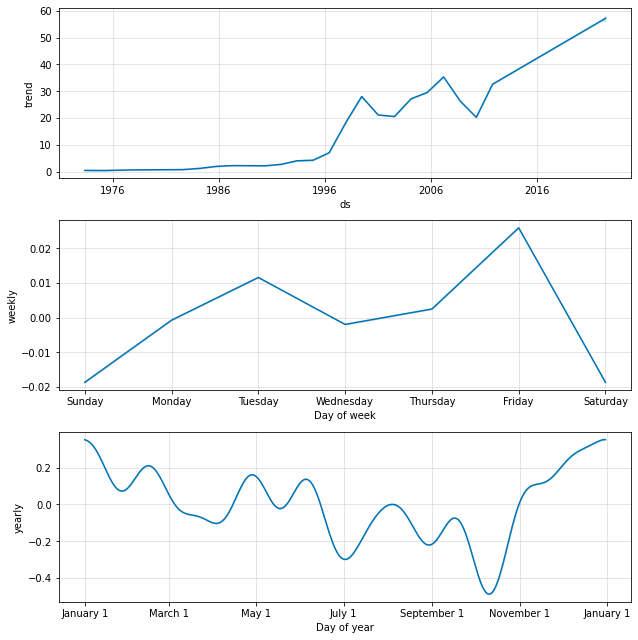 60
50
40
30
20
10
0
trend
1976 1986 1996 2006 2016
ds
0.02
0.01
0.00
−0.01
−0.02
weekly
Sunday Monday Tuesday Wednesday Thursday Friday Saturday
Day of week
0.2
0.0
−0.2
−0.4
yearly
January 1 March 1 May 1 July 1 September 1 November 1 January 1
Day of year